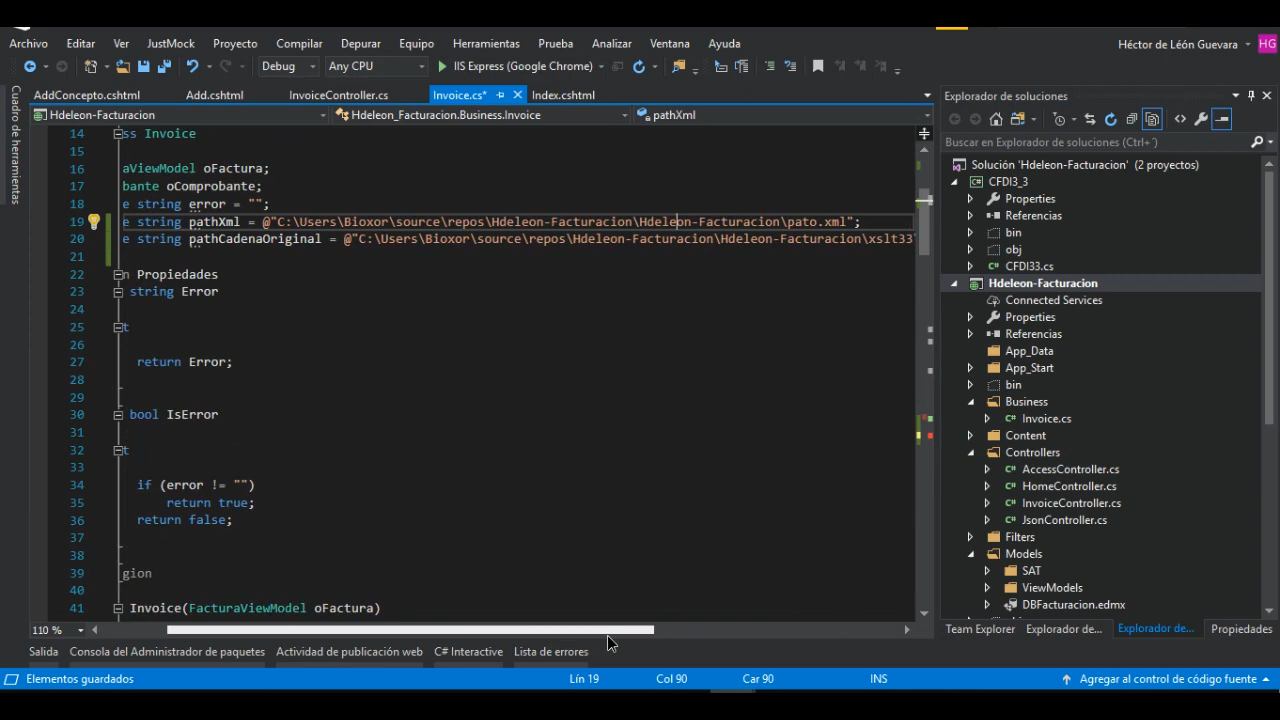 Archivo Editar Ver JustMock Proyecto Compilar Depurar Equipo Herramientas Prueba Analizar Ventana Ayuda Héctor de León Guevara HG
Debug Any CPU IIS Express (Google Chrome)
Cuadro de herramientas
AddConcepto.cshtml Add.cshtml InvoiceController.cs Invoice.cs* Index.cshtml
Hdeleon-Facturacion Hdeleon_Facturacion.Business.Invoice pathXml
14 ss Invoice
15
16 aViewModel oFactura;
17 bante oComprobante;
18 e string error = "";
19 e string pathXml = @"C:\Users\Bioxor\source\repos\Hdeleon-Facturacion\Hdeleon-Facturacion\pato.xml";
20 e string pathCadenaOriginal = @"C:\Users\Bioxor\source\repos\Hdeleon-Facturacion\Hdeleon-Facturacion\xslt33
21
22 n Propiedades
23 string Error
24
25 t
26
27 return Error;
28
29
30 bool IsError
31
32 t
33
34 if (error != "")
35 return true;
36 return false;
37
38
39 gion
40
41 Invoice(FacturaViewModel oFactura)
110 %
Explorador de soluciones
Buscar en Explorador de soluciones (Ctrl+´)
Solución 'Hdeleon-Facturacion' (2 proyectos)
C# CFDI3_3
Properties
Referencias
bin
obj
C# CFDI33.cs
Hdeleon-Facturacion
Connected Services
Properties
Referencias
App_Data
App_Start
bin
Business
C# Invoice.cs
Content
Controllers
C# AccessController.cs
C# HomeController.cs
C# InvoiceController.cs
C# JsonController.cs
Filters
Models
SAT
ViewModels
DBFacturacion.edmx
Team Explorer Explorador de... Explorador de... Propiedades
Salida Consola del Administrador de paquetes Actividad de publicación web C# Interactive Lista de errores
Elementos guardados Lín 19 Col 90 Car 90 INS Agregar al control de código fuente